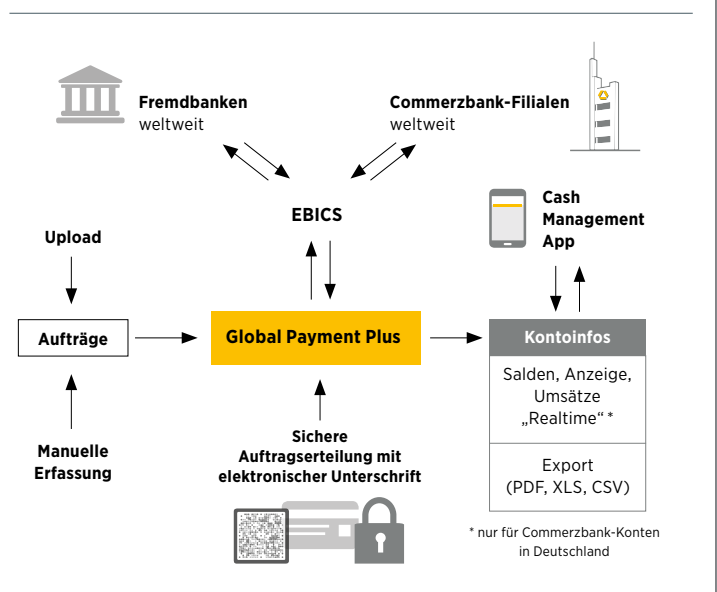 Fremdbanken
weltweit
Commerzbank-Filialen
weltweit
EBICS
Cash
Management
App
Upload
Aufträge
Global Payment Plus
Kontoinfos
Salden, Anzeige,
Umsätze
„Realtime“ *
Manuelle
Erfassung
Sichere
Auftragserteilung mit
elektronischer Unterschrift
Export
(PDF, XLS, CSV)
* nur für Commerzbank-Konten
in Deutschland